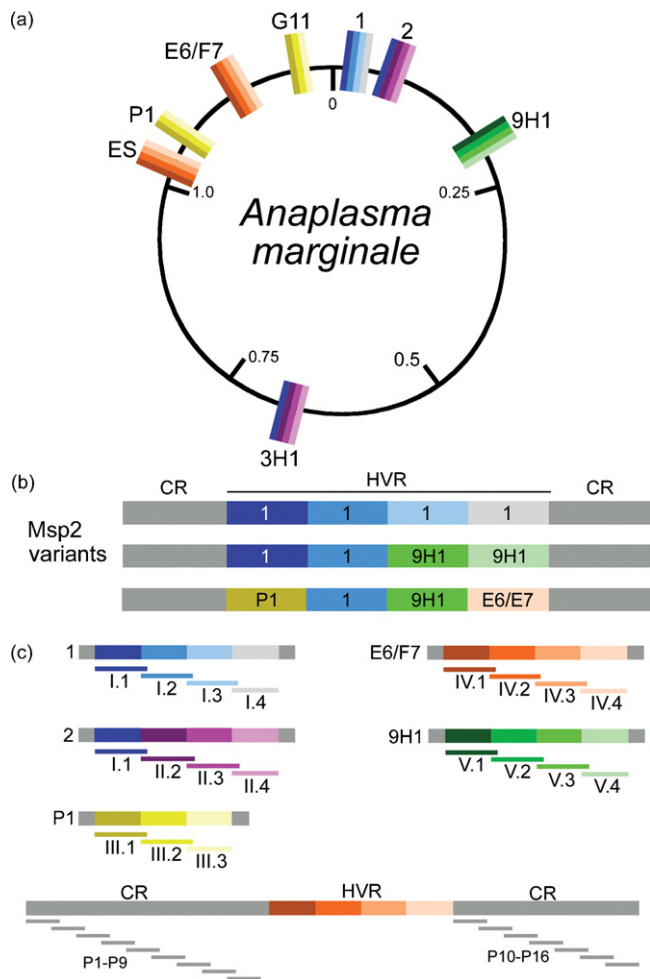 (a)
G11
1
2
E6/F7
9H1
P1
ES
0
1.0
0.25
Anaplasma
marginale
0.75
0.5
3H1
(b)
HVR
CR
CR
Msp2
variants
1 1 1 1
1 1 9H1 9H1
P1 1 9H1 E6/E7
(c)
1
I.1
I.2
I.3
I.4
E6/F7
IV.1
IV.2
IV.3
IV.4
2
I.1
II.2
II.3
II.4
9H1
V.1
V.2
V.3
V.4
P1
III.1
III.2
III.3
CR HVR CR
P1-P9
P10-P16